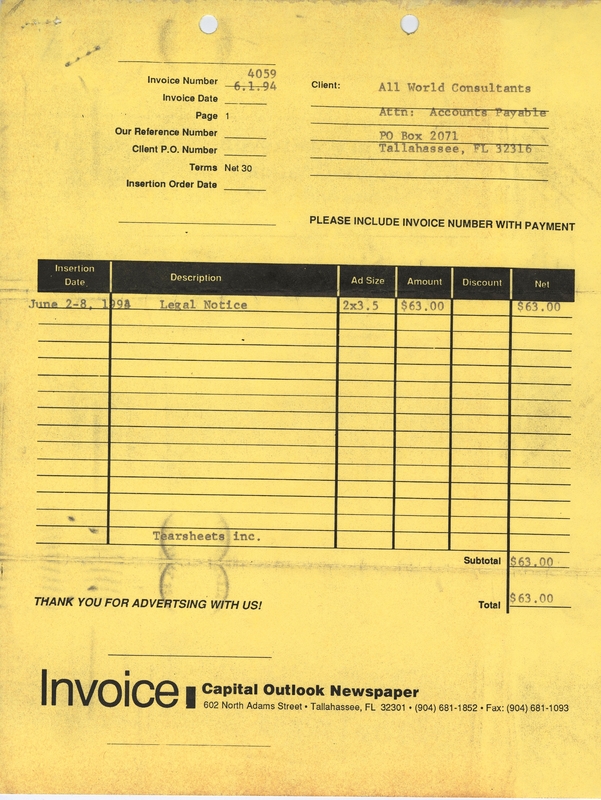 Invoice Number 4059
6.1.94
Invoice Date
Page 1
Our Reference Number
Client P.O. Number
Terms Net 30
Insertion Order Date
Client: All World Consultants
Attn: Accounts Payable
PO Box 2071
Tallahassee, FL 32316
PLEASE INCLUDE INVOICE NUMBER WITH PAYMENT
Insertion Date Description Ad Size Amount Discount Net
June 2-8, 1994 Legal Notice 2x3.5 $63.00 $63.00
Tearsheets inc.
Subtotal $63.00
THANK YOU FOR ADVERTSING WITH US!
Total $63.00
Invoice Capital Outlook Newspaper
602 North Adams Street • Tallahassee, FL 32301 • (904) 681-1852 • Fax: (904) 681-1093